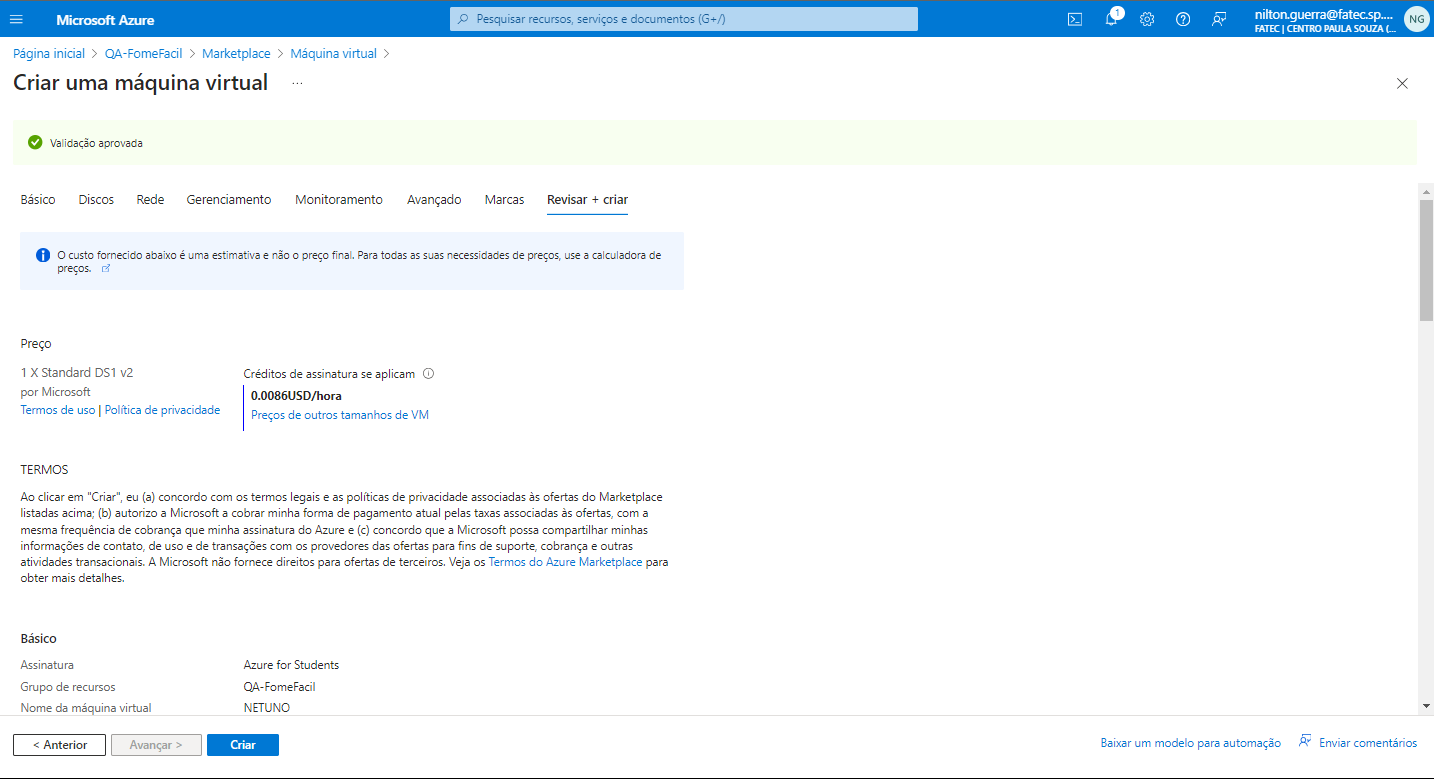 Microsoft Azure
Pesquisar recursos, serviços e documentos (G+/)
1
nilton.guerra@fatec.sp....
FATEC | CENTRO PAULA SOUZA (...
NG
Página inicial > QA-FomeFacil > Marketplace > Máquina virtual >
Criar uma máquina virtual ...
Validação aprovada
Básico Discos Rede Gerenciamento Monitoramento Avançado Marcas Revisar + criar
O custo fornecido abaixo é uma estimativa e não o preço final. Para todas as suas necessidades de preços, use a calculadora de
preços.
Preço
1 X Standard DS1 v2
por Microsoft
Termos de uso | Política de privacidade
Créditos de assinatura se aplicam
0.0086USD/hora
Preços de outros tamanhos de VM
TERMOS
Ao clicar em "Criar", eu (a) concordo com os termos legais e as políticas de privacidade associadas às ofertas do Marketplace
listadas acima; (b) autorizo a Microsoft a cobrar minha forma de pagamento atual pelas taxas associadas às ofertas, com a
mesma frequência de cobrança que minha assinatura do Azure e (c) concordo que a Microsoft possa compartilhar minhas
informações de contato, de uso e de transações com os provedores das ofertas para fins de suporte, cobrança e outras
atividades transacionais. A Microsoft não fornece direitos para ofertas de terceiros. Veja os Termos do Azure Marketplace para
obter mais detalhes.
Básico
Assinatura Azure for Students
Grupo de recursos QA-FomeFacil
Nome da máquina virtual NETUNO
< Anterior Avançar > Criar
Baixar um modelo para automação Enviar comentários